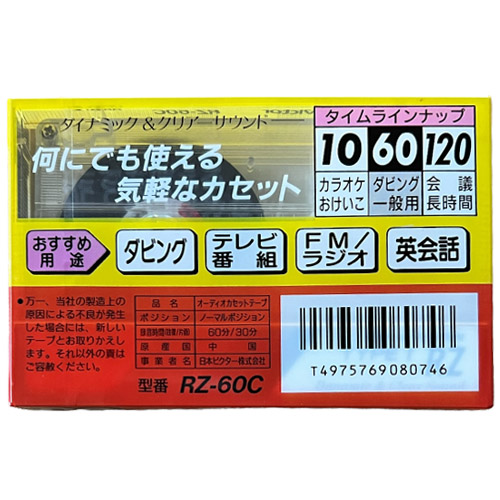 ダイナミック&クリアー サウンド
何にでも使える
気軽なカセット
タイムラインナップ
10 60 120
カラオケ ダビング 会議
おけいこ 一般用 長時間
おすすめ
用途
ダビング
テレビ
番組
FM/
ラジオ
英会話
●万一、当社の製造上の
原因による不良が発生
した場合には、新しい
テープとお取りかえしま
す。それ以外の責は
ご容赦ください。
品名 オーディオカセットテープ
ポジション ノーマルポジション
録音時間(往復/片道) 60分/30分
原産国 中国
事業者名 日本ビクター株式会社
型番 RZ-60C
T4975769080746